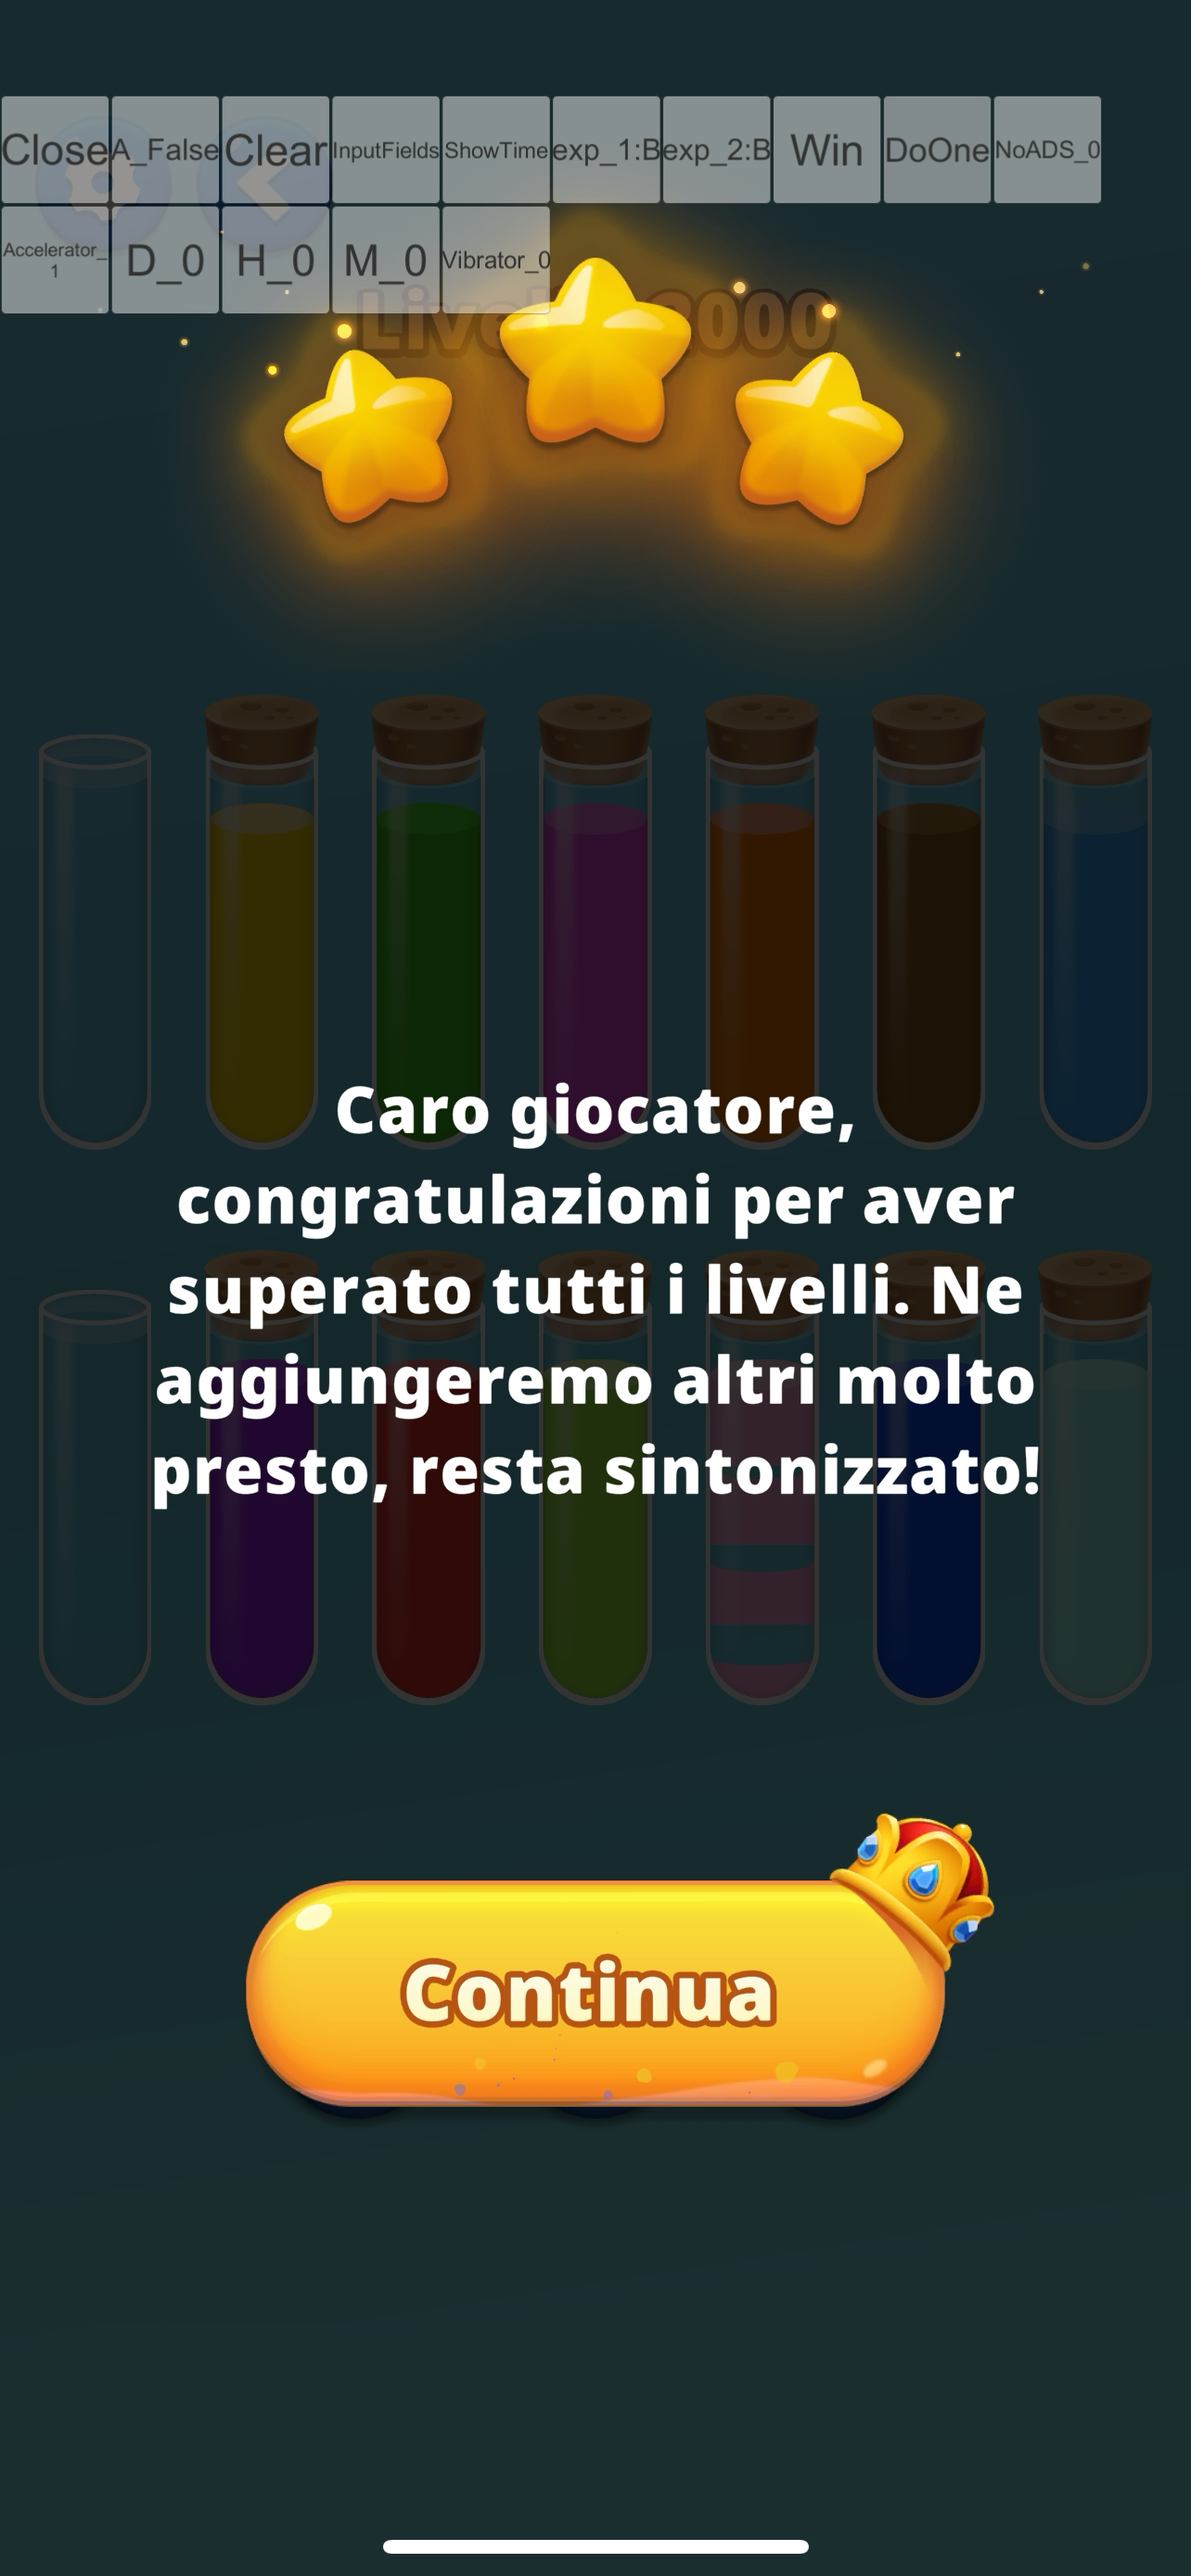 Close A_False Clear InputFields ShowTime exp_1:B exp_2:B Win DoOne NoADS_0
Accelerator_
1 D_0 H_0 M_0 Vibrator_0
Caro giocatore,
congratulazioni per aver
superato tutti i livelli. Ne
aggiungeremo altri molto
presto, resta sintonizzato!
Continua